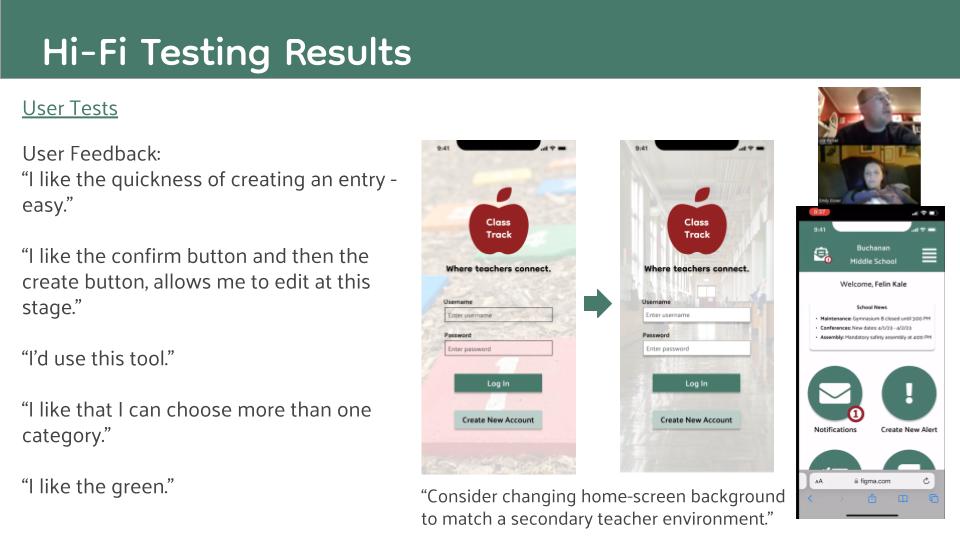 Hi-Fi Testing Results
User Tests
User Feedback:
“I like the quickness of creating an entry -
easy.”
“I like the confirm button and then the
create button, allows me to edit at this
stage.”
“I’d use this tool.”
“I like that I can choose more than one
category.”
“I like the green.”
9:41
Class
Track
Where teachers connect.
Username
Enter username
Password
Enter password
Log In
Create New Account
9:41
Class
Track
Where teachers connect.
Username
Enter username
Password
Enter password
Log In
Create New Account
“Consider changing home-screen background
to match a secondary teacher environment.”
9:37
9:41
Buchanan
Middle School
Welcome, Felin Kale
School News
• Maintenance: Gymnasium B closed until 3:00 PM
• Conferences: New dates 4/1/23 - 4/2/23
• Assembly: Mandatory safety assembly at 4:00 PM
1
Notifications
Create New Alert
AA figma.com